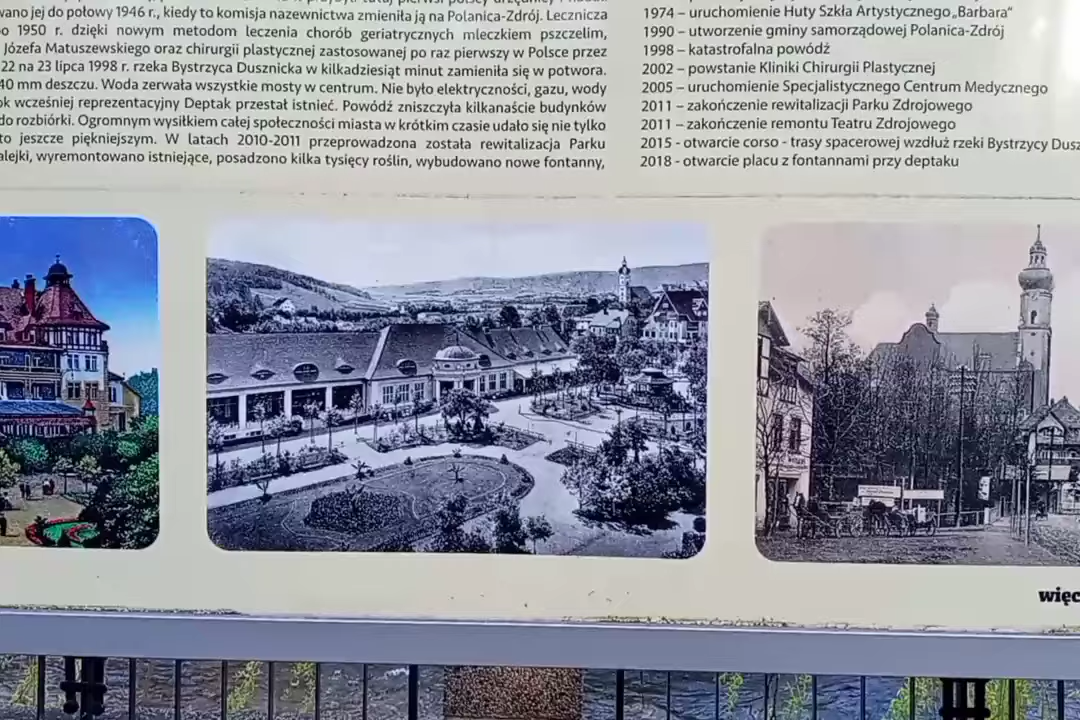 wano jej do połowy 1946 r., kiedy to komisja nazewnictwa zmieniła ją na Polanica-Zdrój. Lecznicza
po 1950 r. dzięki nowym metodom leczenia chorób geriatrycznych mleczkiem pszczelim,
Józefa Matuszewskiego oraz chirurgii plastycznej zastosowanej po raz pierwszy w Polsce przez
22 na 23 lipca 1998 r. rzeka Bystrzyca Dusznicka w kilkadziesiąt minut zamieniła się w potwora.
40 mm deszczu. Woda zerwała wszystkie mosty w centrum. Nie było elektryczności, gazu, wody
ok wcześniej reprezentacyjny Deptak przestał istnieć. Powódź zniszczyła kilkanaście budynków
do rozbiórki. Ogromnym wysiłkiem całej społeczności miasta w krótkim czasie udało się nie tylko
to jeszcze piękniejszym. W latach 2010-2011 przeprowadzona została rewitalizacja Parku
alejki, wyremontowano istniejące, posadzono kilka tysięcy roślin, wybudowano nowe fontanny,
1974 – uruchomienie Huty Szkła Artystycznego „Barbara"
1990 – utworzenie gminy samorządowej Polanica-Zdrój
1998 – katastrofalna powódź
2002 – powstanie Kliniki Chirurgii Plastycznej
2005 – uruchomienie Specjalistycznego Centrum Medycznego
2011 – zakończenie rewitalizacji Parku Zdrojowego
2011 – zakończenie remontu Teatru Zdrojowego
2015 - otwarcie corso - trasy spacerowej wzdłuż rzeki Bystrzycy Dusz
2018 - otwarcie placu z fontannami przy deptaku
więc